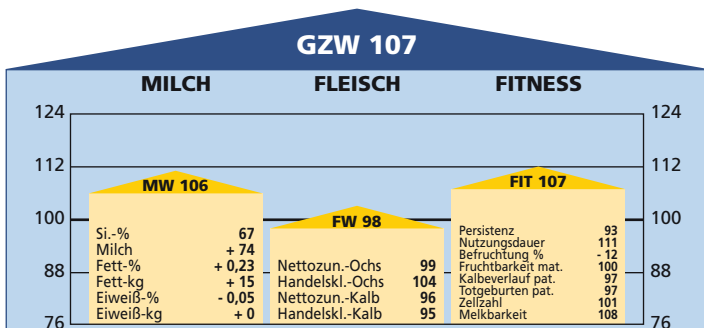 GZW 107
MILCH FLEISCH FITNESS
124 124
112 112
100 100
88 88
76 76
MW 106
Si.-% 67
Milch + 74
Fett-% + 0,23
Fett-kg + 15
Eiweiß-% - 0,05
Eiweiß-kg + 0
FW 98
Nettozun.-Ochs 99
Handelskl.-Ochs 104
Nettozun.-Kalb 96
Handelskl.-Kalb 95
FIT 107
Persistenz 93
Nutzungsdauer 111
Befruchtung % - 12
Fruchtbarkeit mat. 100
Kalbeverlauf pat. 97
Totgeburten pat. 97
Zellzahl 101
Melkbarkeit 108